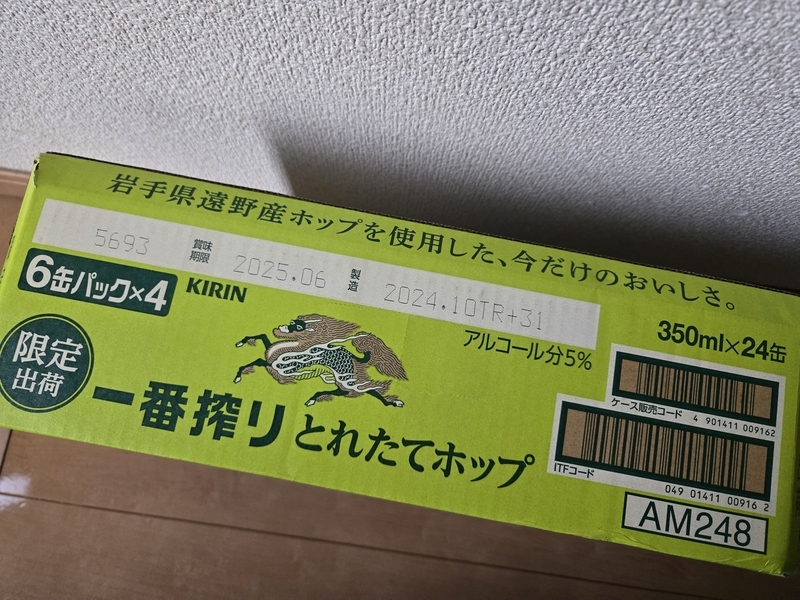 岩手県遠野産ホップを使用した、今だけのおいしさ。
5693
賞味期限 2025.06
製造 2024.10TR+31
6缶パック×4
KIRIN
アルコール分5%
350ml×24缶
限定出荷
一番搾り とれたてホップ
ケース販売コード 4 901411 009162
ITFコード
049 01411 00916 2
AM248